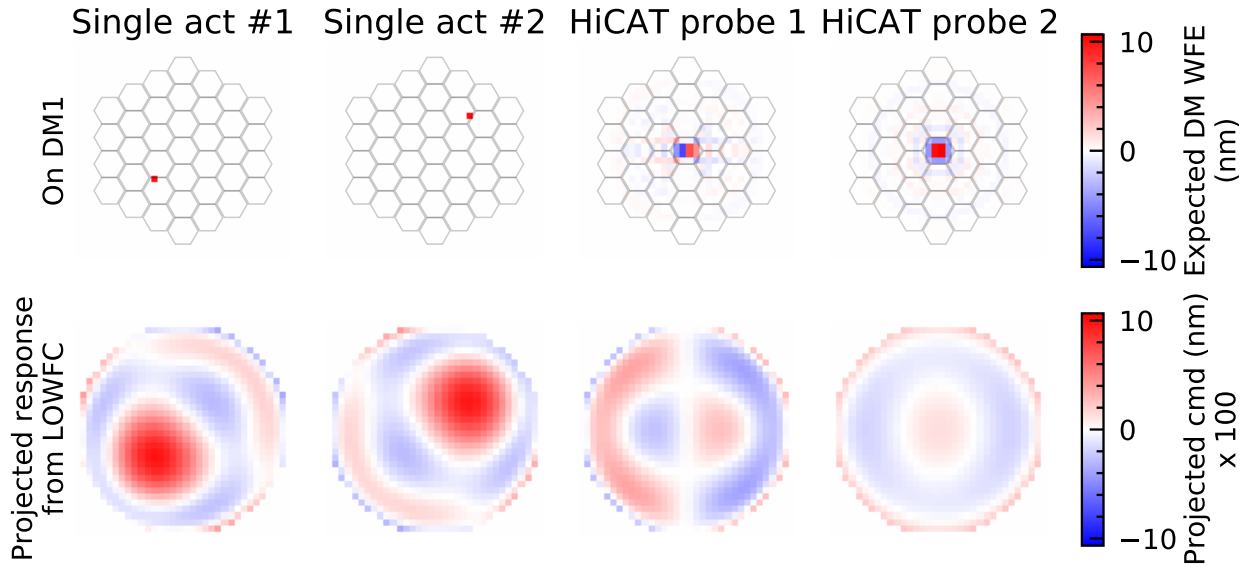 Single act #1
Single act #2
HiCAT probe 1
HiCAT probe 2
On DM1
10
0
−10
Expected DM WFE
(nm)
Projected response
from LOWFC
10
0
−10
Projected cmd (nm)
x 100